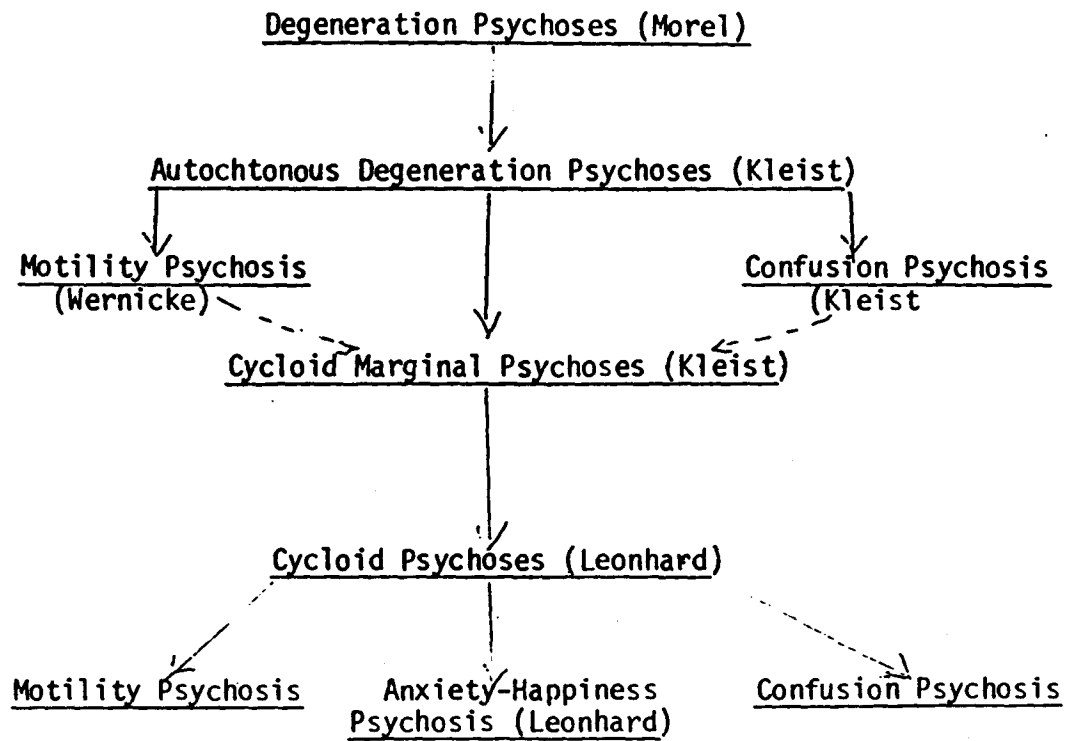 Degeneration Psychoses (Morel)
Autochtonous Degeneration Psychoses (Kleist)
Motility Psychosis
(Wernicke)
Confusion Psychosis
(Kleist
Cycloid Marginal Psychoses (Kleist)
Cycloid Psychoses (Leonhard)
Motility Psychosis
Anxiety-Happiness
Psychosis (Leonhard)
Confusion Psychosis